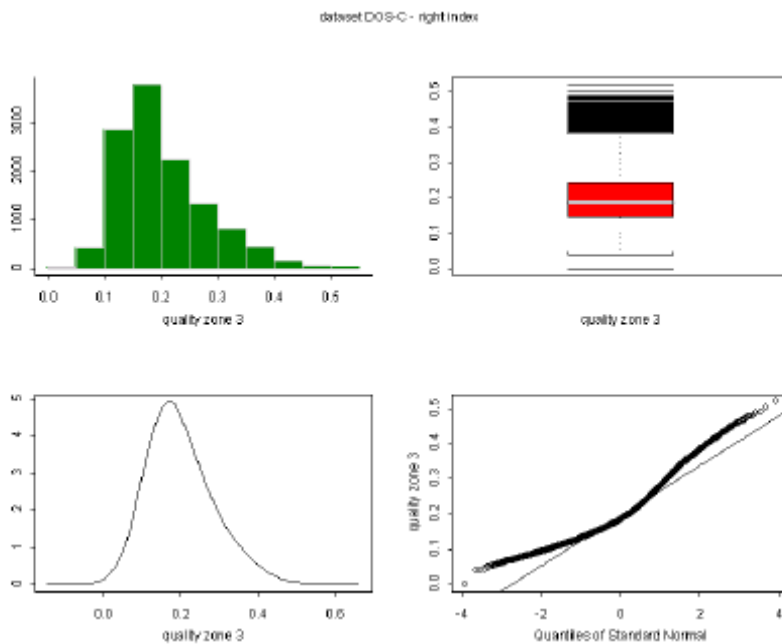 dataset DOS-C - right index
3000
2000
1000
0
0.0 0.1 0.2 0.3 0.4 0.5
quality zone 3
0.5
0.4
0.3
0.2
0.1
0.0
quality zone 3
5
4
3
2
1
0
0.0 0.2 0.4 0.6
quality zone 3
quality zone 3
0.5
0.4
0.3
0.2
0.1
0.0
-4 -2 0 2 4
Quantiles of Standard Normal